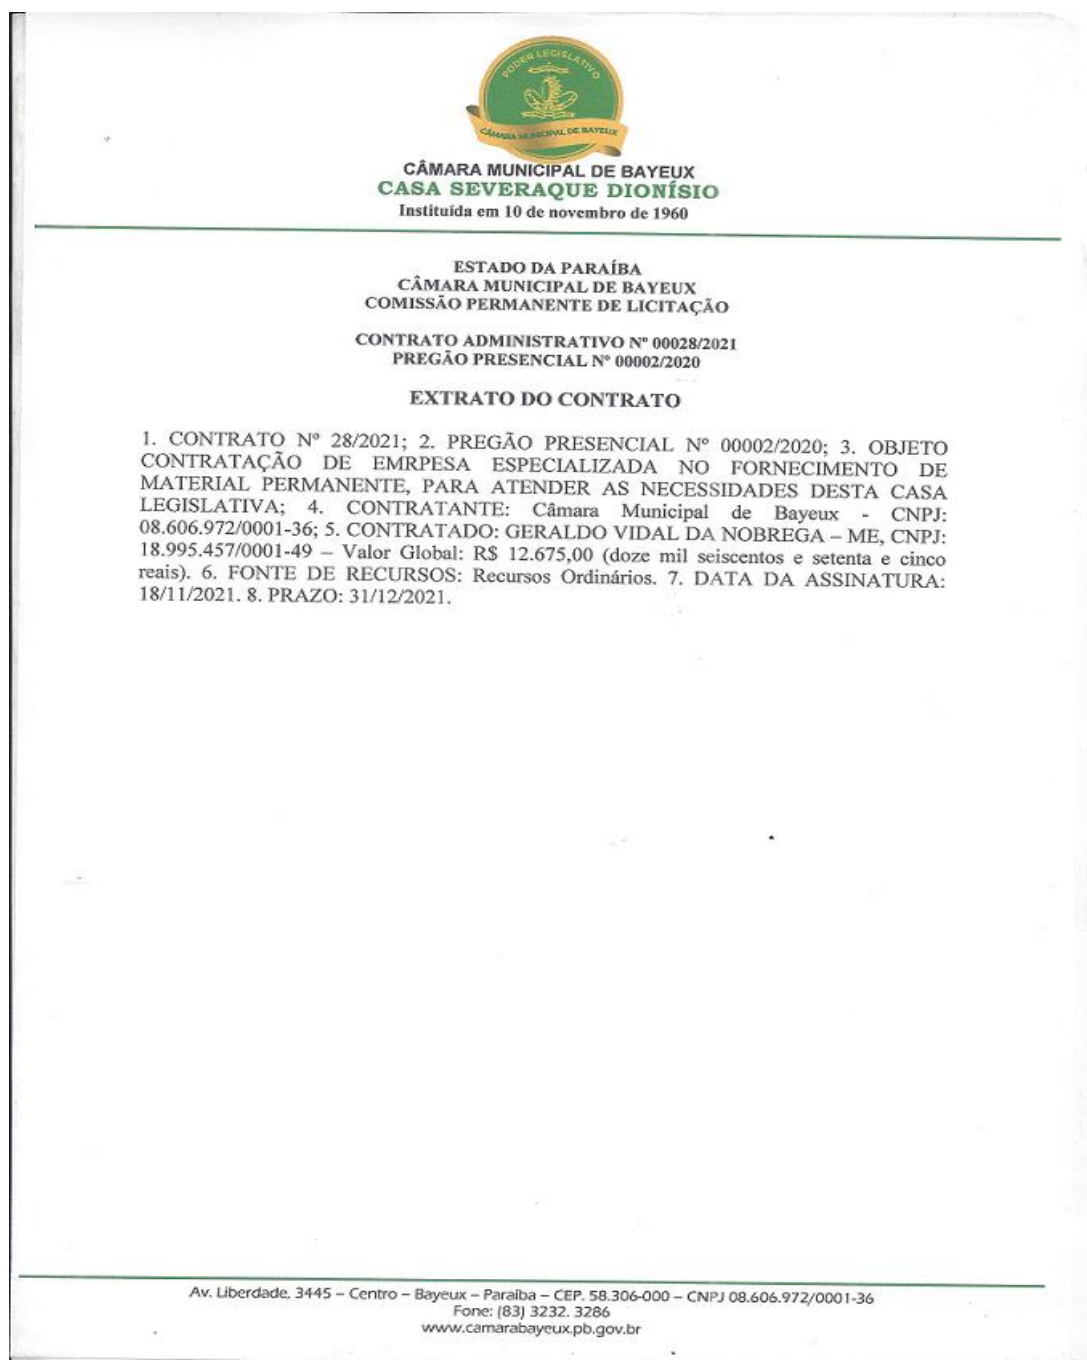 PODER LEGISLATIVO
CÂMARA MUNICIPAL DE BAYEUX
CÂMARA MUNICIPAL DE BAYEUX
CASA SEVERAQUE DIONÍSIO
Instituída em 10 de novembro de 1960
ESTADO DA PARAÍBA
CÂMARA MUNICIPAL DE BAYEUX
COMISSÃO PERMANENTE DE LICITAÇÃO
CONTRATO ADMINISTRATIVO Nº 00028/2021
PREGÃO PRESENCIAL Nº 00002/2020
EXTRATO DO CONTRATO
1. CONTRATO Nº 28/2021; 2. PREGÃO PRESENCIAL Nº 00002/2020; 3. OBJETO
CONTRATAÇÃO DE EMRPESA ESPECIALIZADA NO FORNECIMENTO DE
MATERIAL PERMANENTE, PARA ATENDER AS NECESSIDADES DESTA CASA
LEGISLATIVA; 4. CONTRATANTE: Câmara Municipal de Bayeux - CNPJ:
08.606.972/0001-36; 5. CONTRATADO: GERALDO VIDAL DA NOBREGA – ME, CNPJ:
18.995.457/0001-49 – Valor Global: R$ 12.675,00 (doze mil seiscentos e setenta e cinco
reais). 6. FONTE DE RECURSOS: Recursos Ordinários. 7. DATA DA ASSINATURA:
18/11/2021. 8. PRAZO: 31/12/2021.
Av. Liberdade, 3445 – Centro – Bayeux – Paraíba – CEP. 58.306-000 – CNPJ 08.606.972/0001-36
Fone: (83) 3232. 3286
www.camarabayeux.pb.gov.br